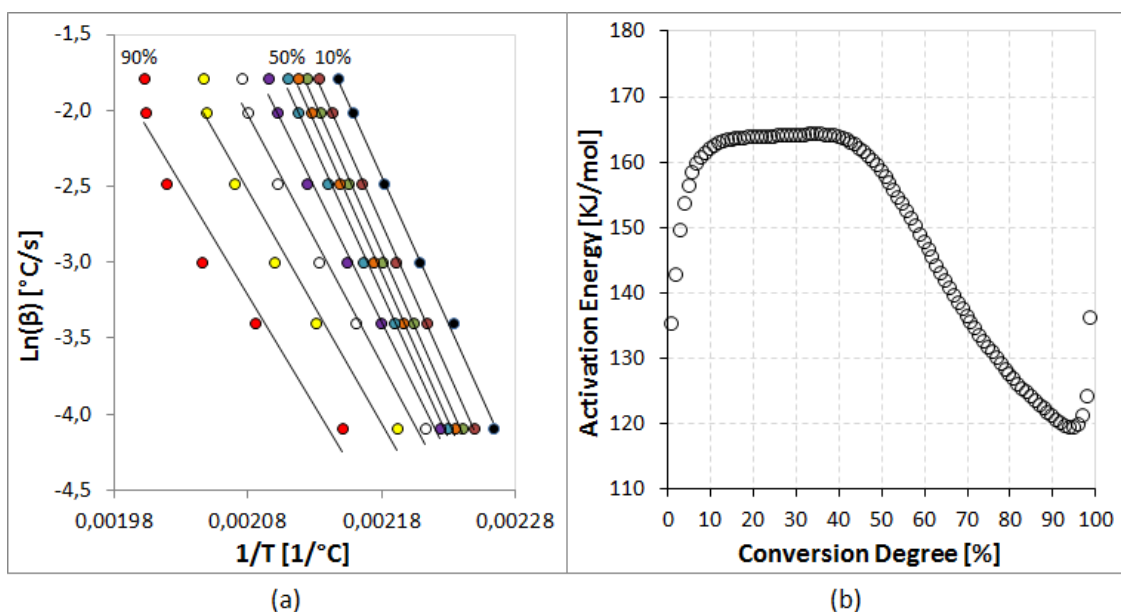 -1,5
-2,0
-2,5
-3,0
-3,5
-4,0
-4,5
Ln(β) [°C/s]
90% 50% 10%
0,00198 0,00208 0,00218 0,00228
1/T [1/°C]
(a)
180
170
160
150
140
130
120
110
Activation Energy [KJ/mol]
0 10 20 30 40 50 60 70 80 90 100
Conversion Degree [%]
(b)